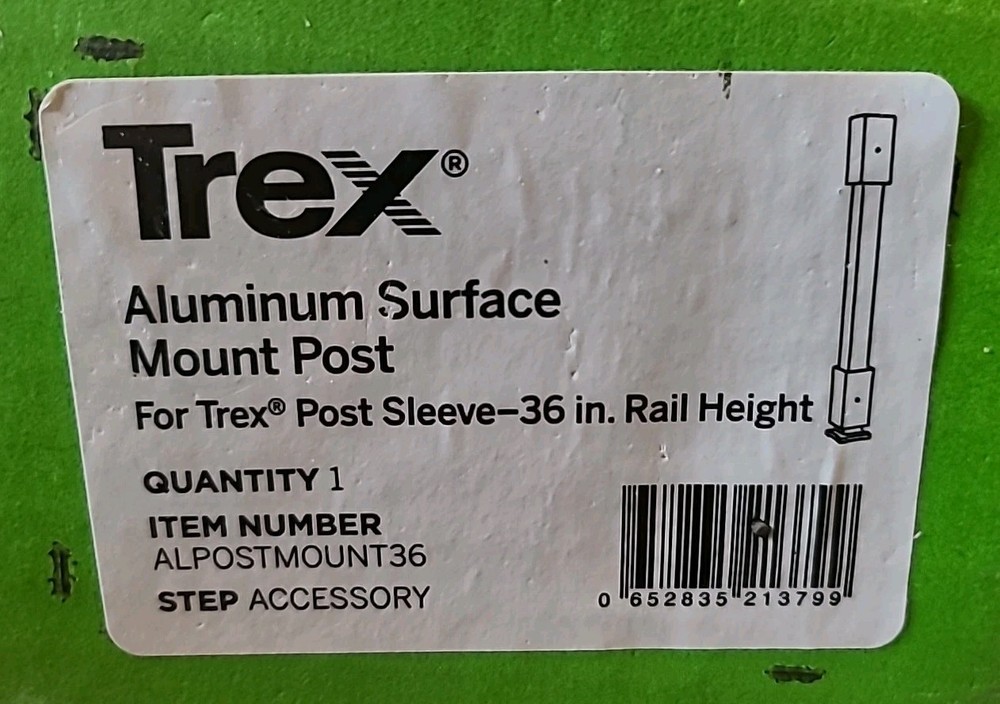 Trex®
Aluminum Surface
Mount Post
For Trex® Post Sleeve–36 in. Rail Height
QUANTITY 1
ITEM NUMBER
ALPOSTMOUNT36
STEP ACCESSORY
0 652835 213799